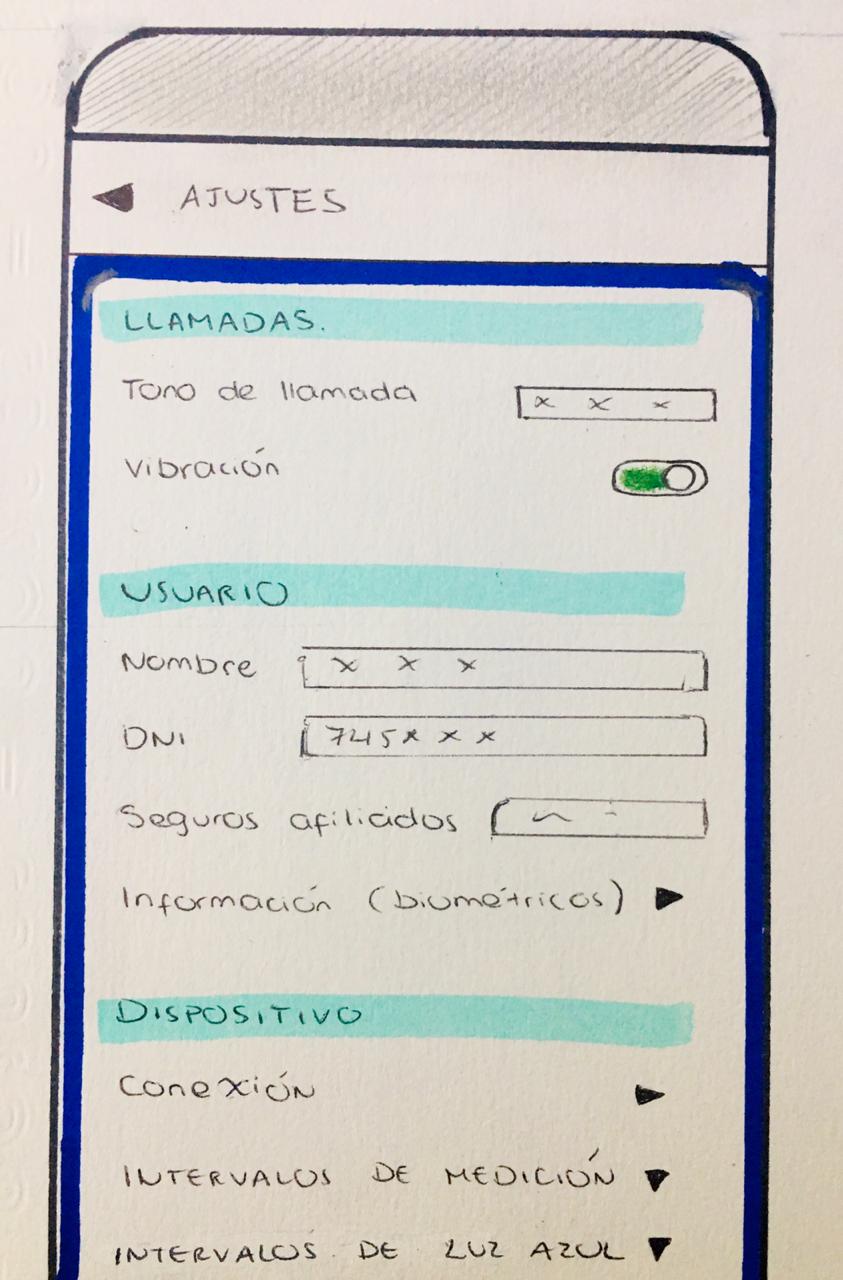 AJUSTES
LLAMADAS.
Tono de llamada x x x
Vibración
USUARIO
Nombre x x x
DNI 745x x x
Seguros afiliados
Información (biométricos)
DISPOSITIVO
Conexión
INTERVALOS DE MEDICIÓN
INTERVALOS DE LUZ AZUL